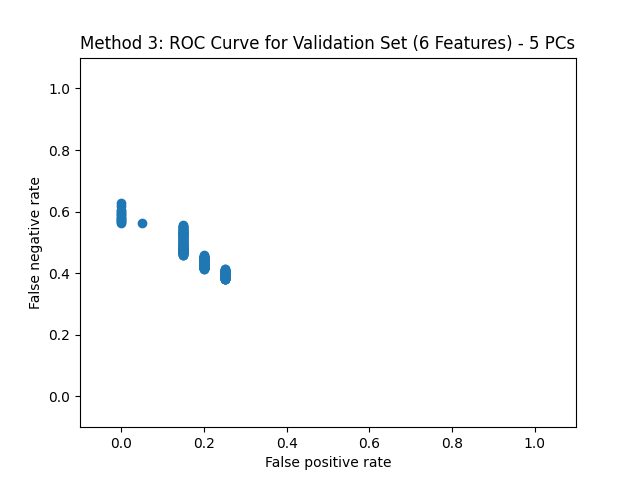 Method 3: ROC Curve for Validation Set (6 Features) - 5 PCs
1.0
0.8
0.6
0.4
0.2
0.0
False negative rate
0.0 0.2 0.4 0.6 0.8 1.0
False positive rate